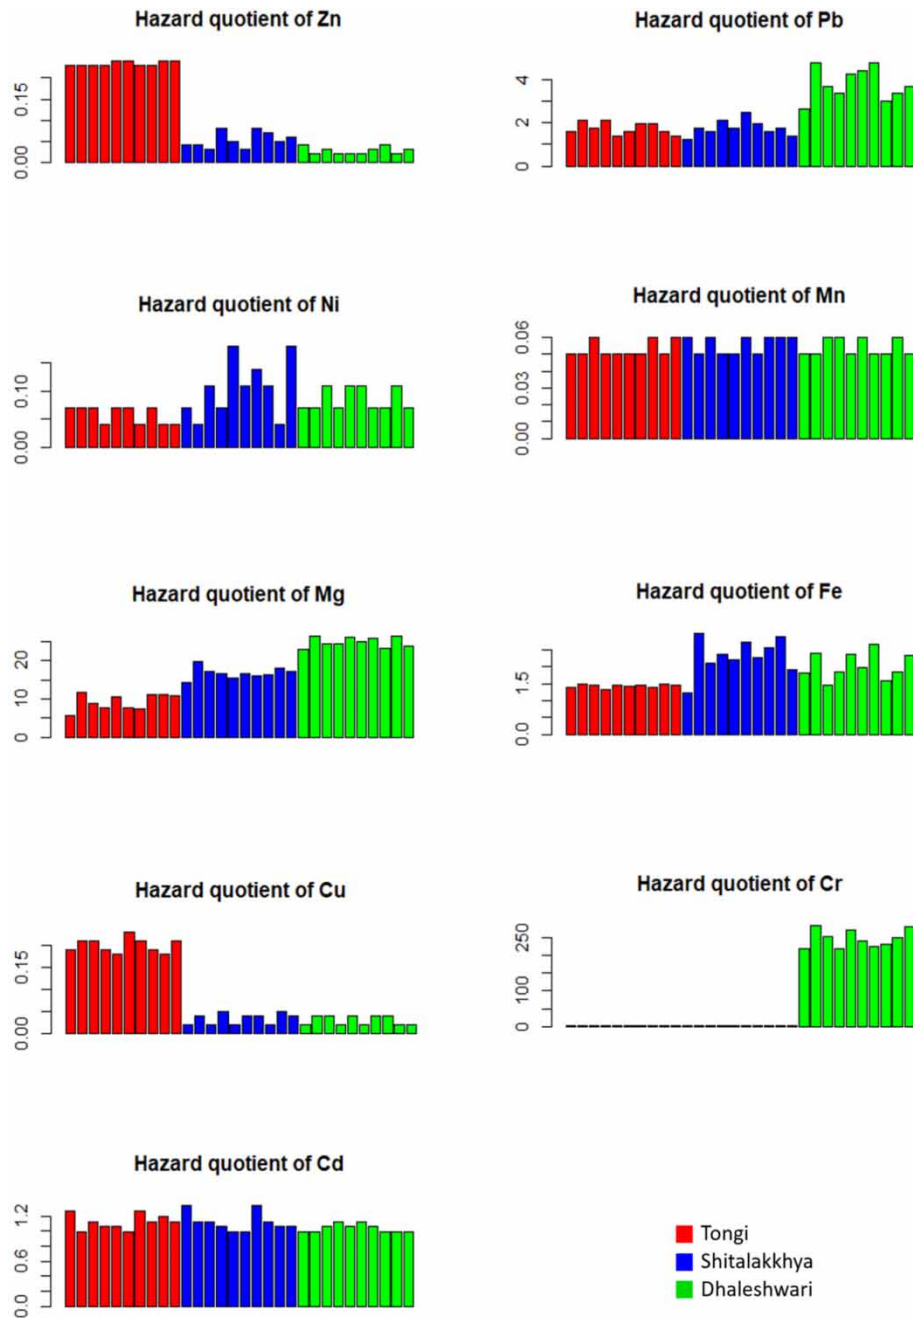 Hazard quotient of Zn
0.15
0.00
Hazard quotient of Pb
4
2
0
Hazard quotient of Ni
0.10
0.00
Hazard quotient of Mn
0.06
0.03
0.00
Hazard quotient of Mg
20
10
0
Hazard quotient of Fe
1.5
0.0
Hazard quotient of Cu
0.15
0.00
Hazard quotient of Cr
250
100
0
Hazard quotient of Cd
1.2
0.6
0.0
Tongi
Shitalakkhya
Dhaleshwari